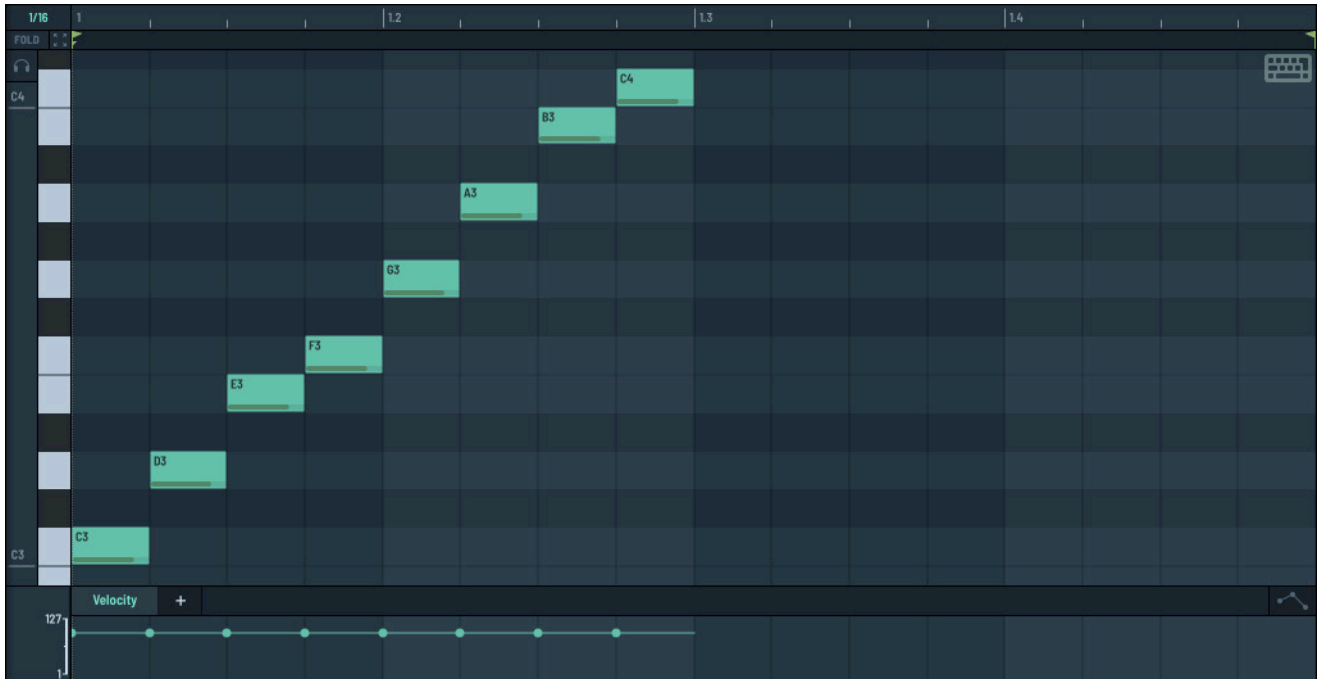 1/16 1 1.2 1.3 1.4
FOLD
C4
C4
B3
A3
G3
F3
E3
D3
C3
C3
Velocity +
127
1